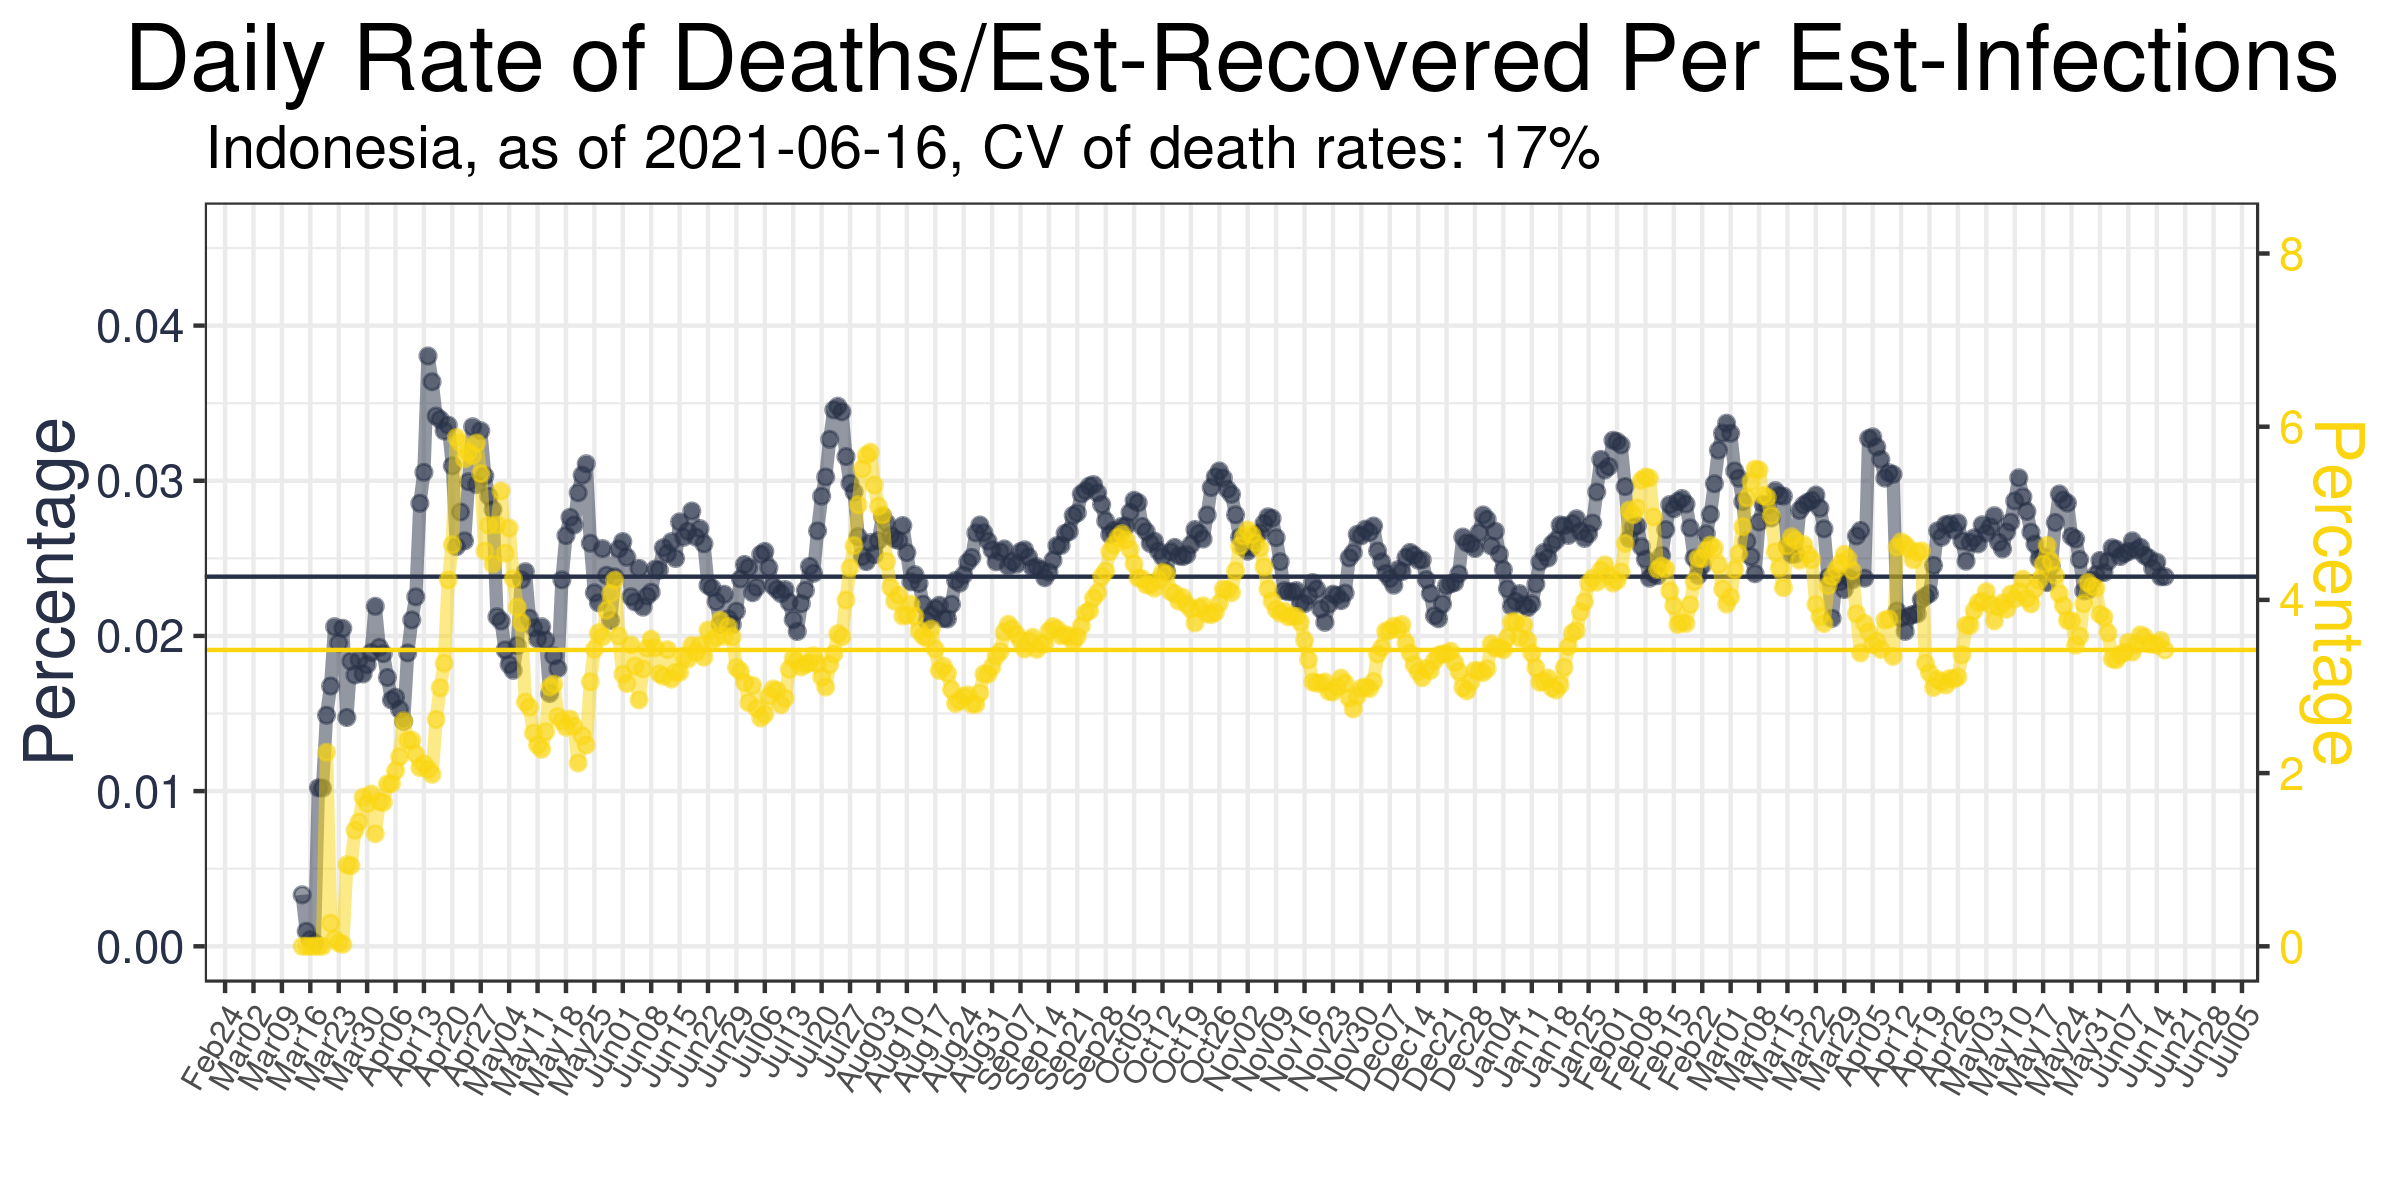 Daily Rate of Deaths/Est-Recovered Per Est-Infections
Indonesia, as of 2021-06-16, CV of death rates: 17%
Percentage
0.04
0.03
0.02
0.01
0.00
8
6
4
2
0
Percentage
Feb24
Mar02
Mar09
Mar16
Mar23
Mar30
Apr06
Apr13
Apr20
Apr27
May04
May11
May18
May25
Jun01
Jun08
Jun15
Jun22
Jun29
Jul06
Jul13
Jul20
Jul27
Aug03
Aug10
Aug17
Aug24
Aug31
Sep07
Sep14
Sep21
Sep28
Oct05
Oct12
Oct19
Oct26
Nov02
Nov09
Nov16
Nov23
Nov30
Dec07
Dec14
Dec21
Dec28
Jan04
Jan11
Jan18
Jan25
Feb01
Feb08
Feb15
Feb22
Mar01
Mar08
Mar15
Mar22
Mar29
Apr05
Apr12
Apr19
Apr26
May03
May10
May17
May24
May31
Jun07
Jun14
Jun21
Jun28
Jul05